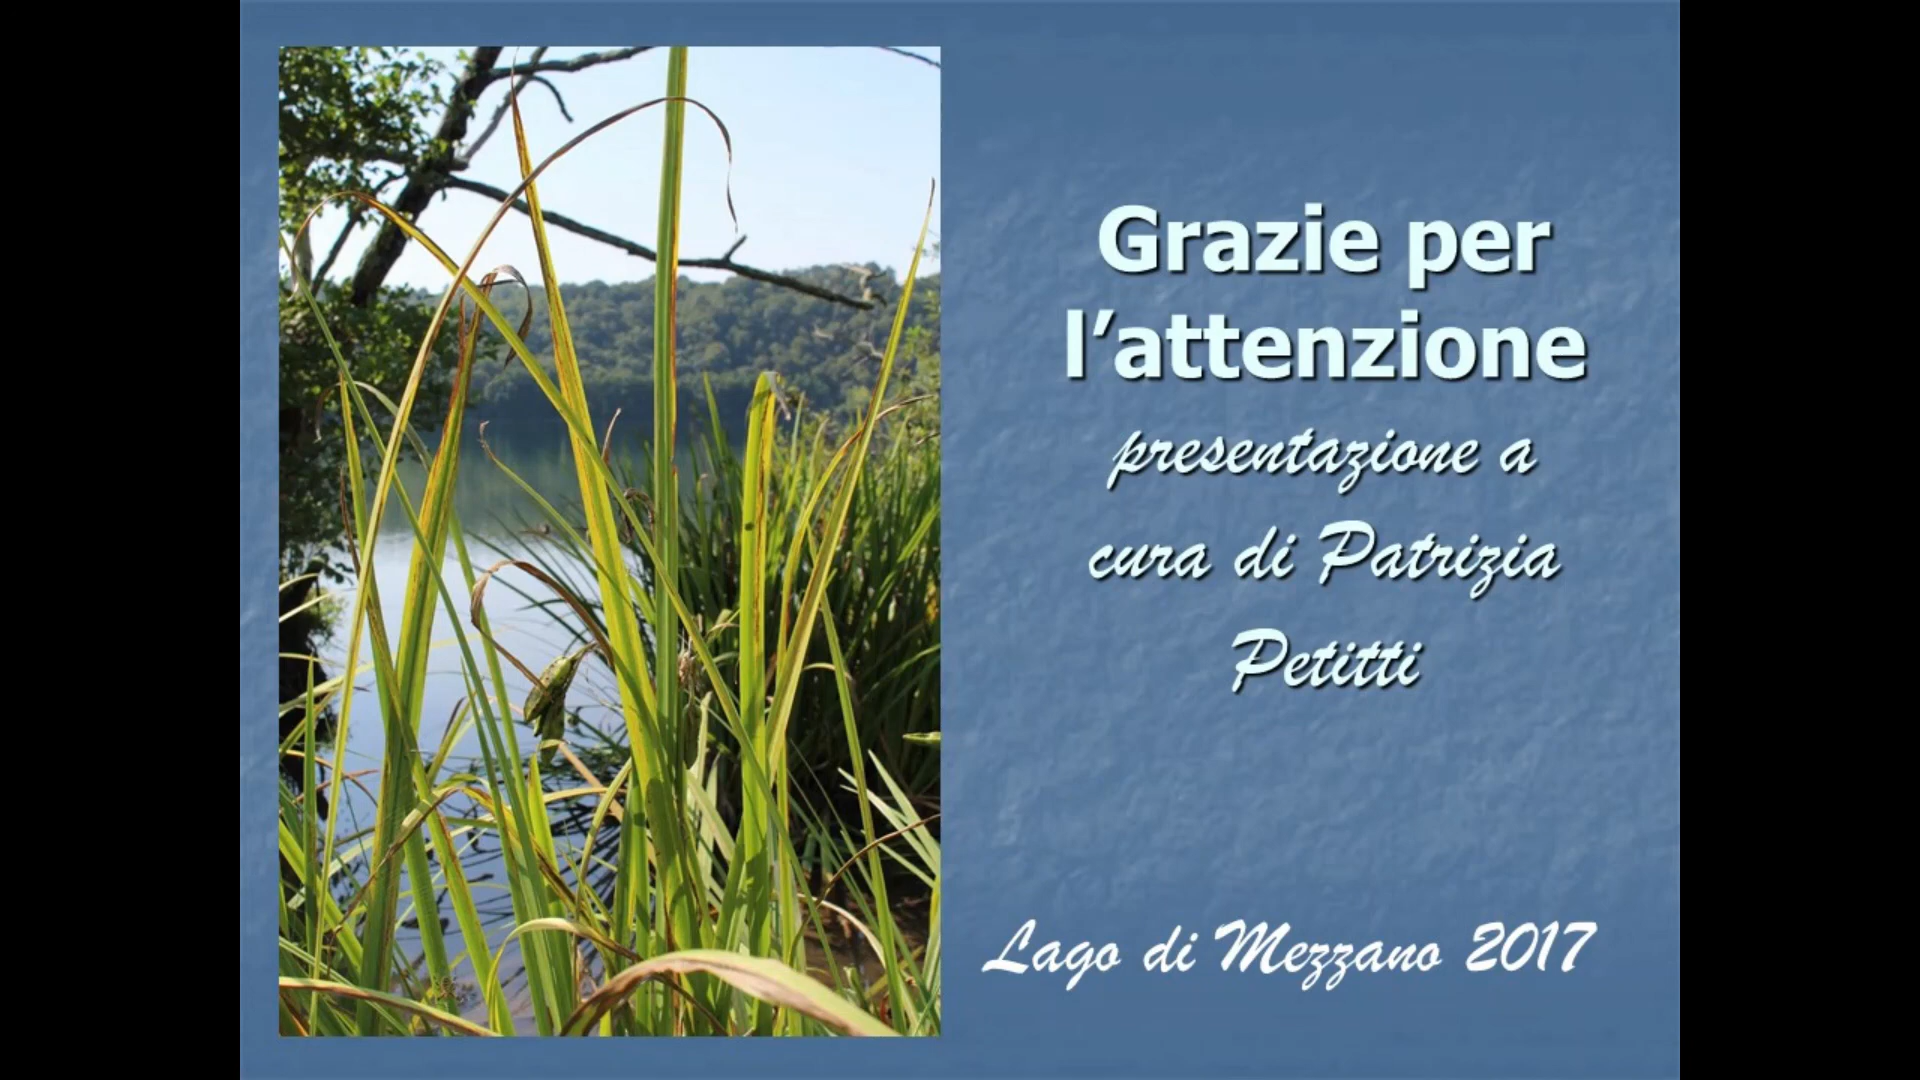 Grazie per
l’attenzione
presentazione a
cura di Patrizia
Petitti
Lago di Mezzano 2017